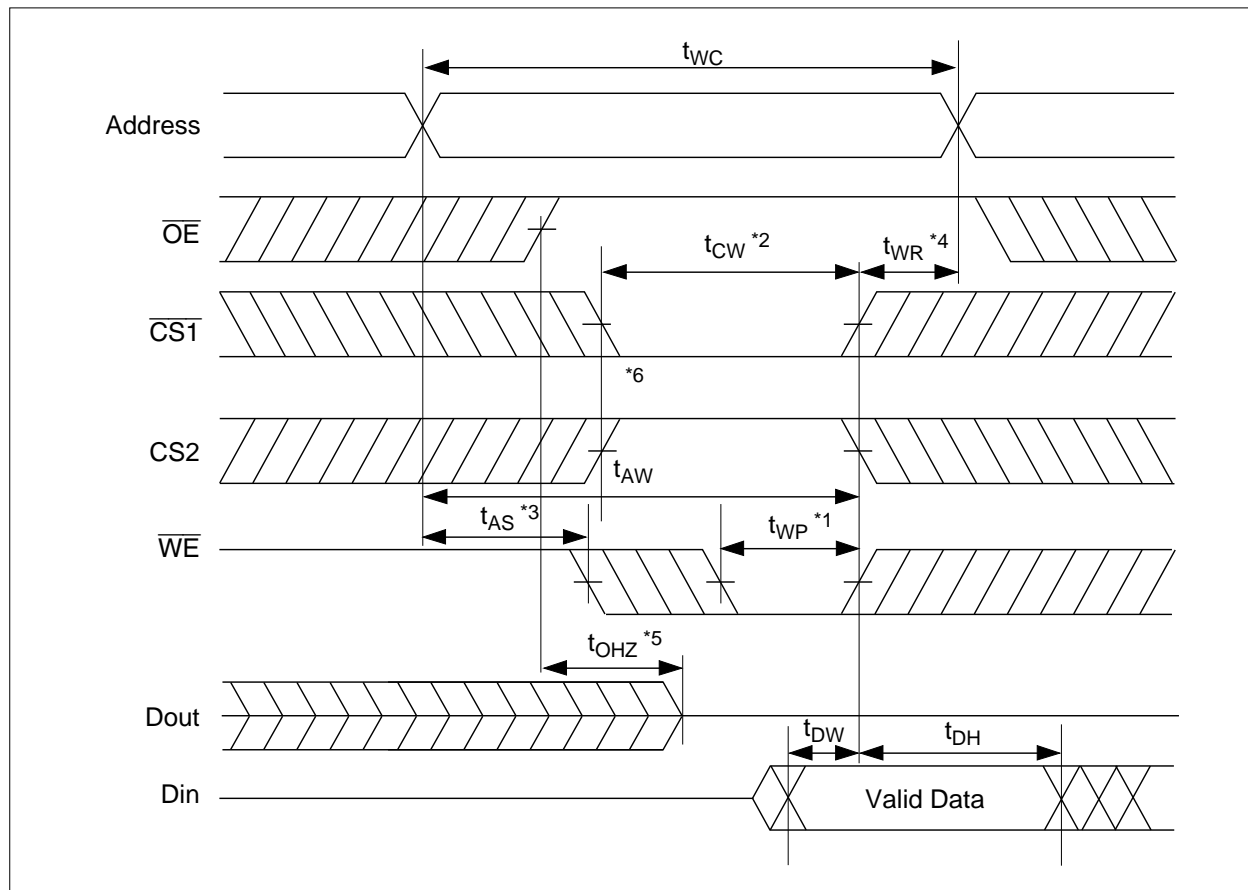 tWC
Address
OE
tCW *2
tWR *4
CS1
*6
CS2
tAW
tAS *3
tWP *1
WE
tOHZ *5
Dout
tDW
tDH
Din
Valid Data